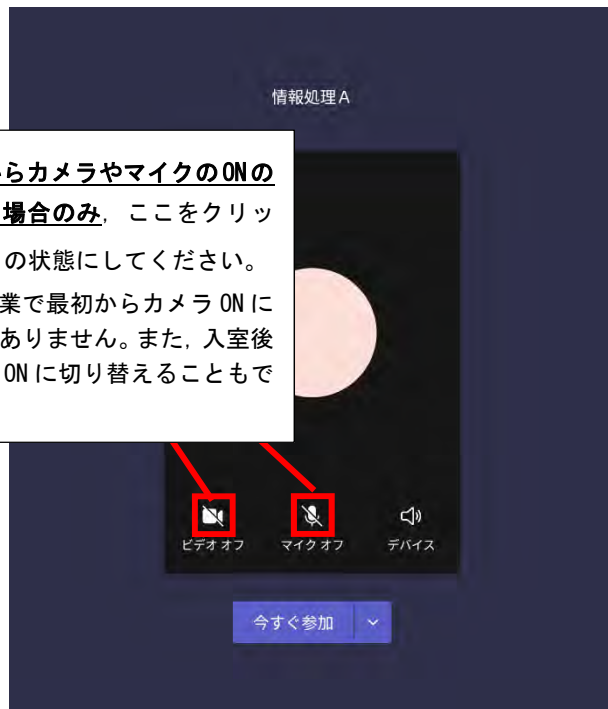 情報処理A
らカメラやマイクのONの
場合のみ，ここをクリッ
の状態にしてください。
業で最初からカメラONに
ありません。また，入室後
ONに切り替えることもで
ビデオ オフ
マイク オフ
デバイス
今すぐ参加